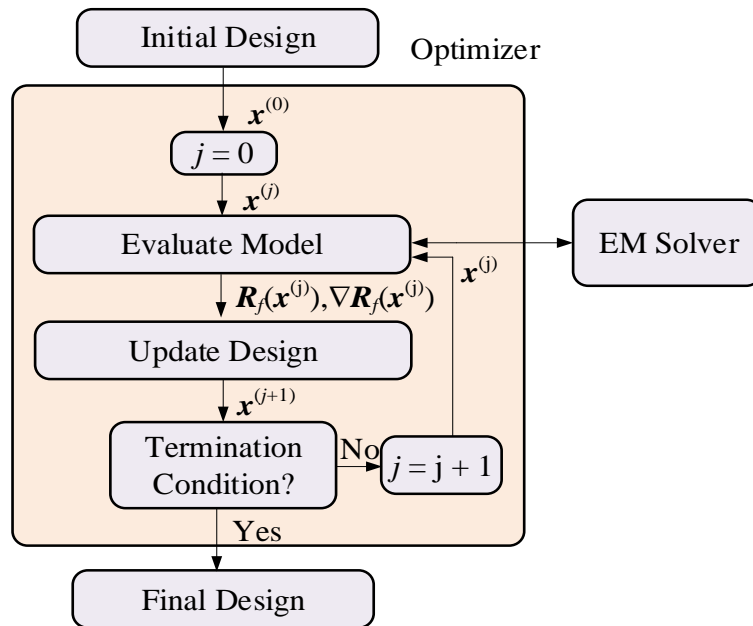 Initial Design
Optimizer
x^(0)
j = 0
x^(j)
Evaluate Model
EM Solver
x^(j)
R_f(x^(j)),∇R_f(x^(j))
Update Design
x^(j+1)
Termination
Condition?
No
j = j + 1
Yes
Final Design